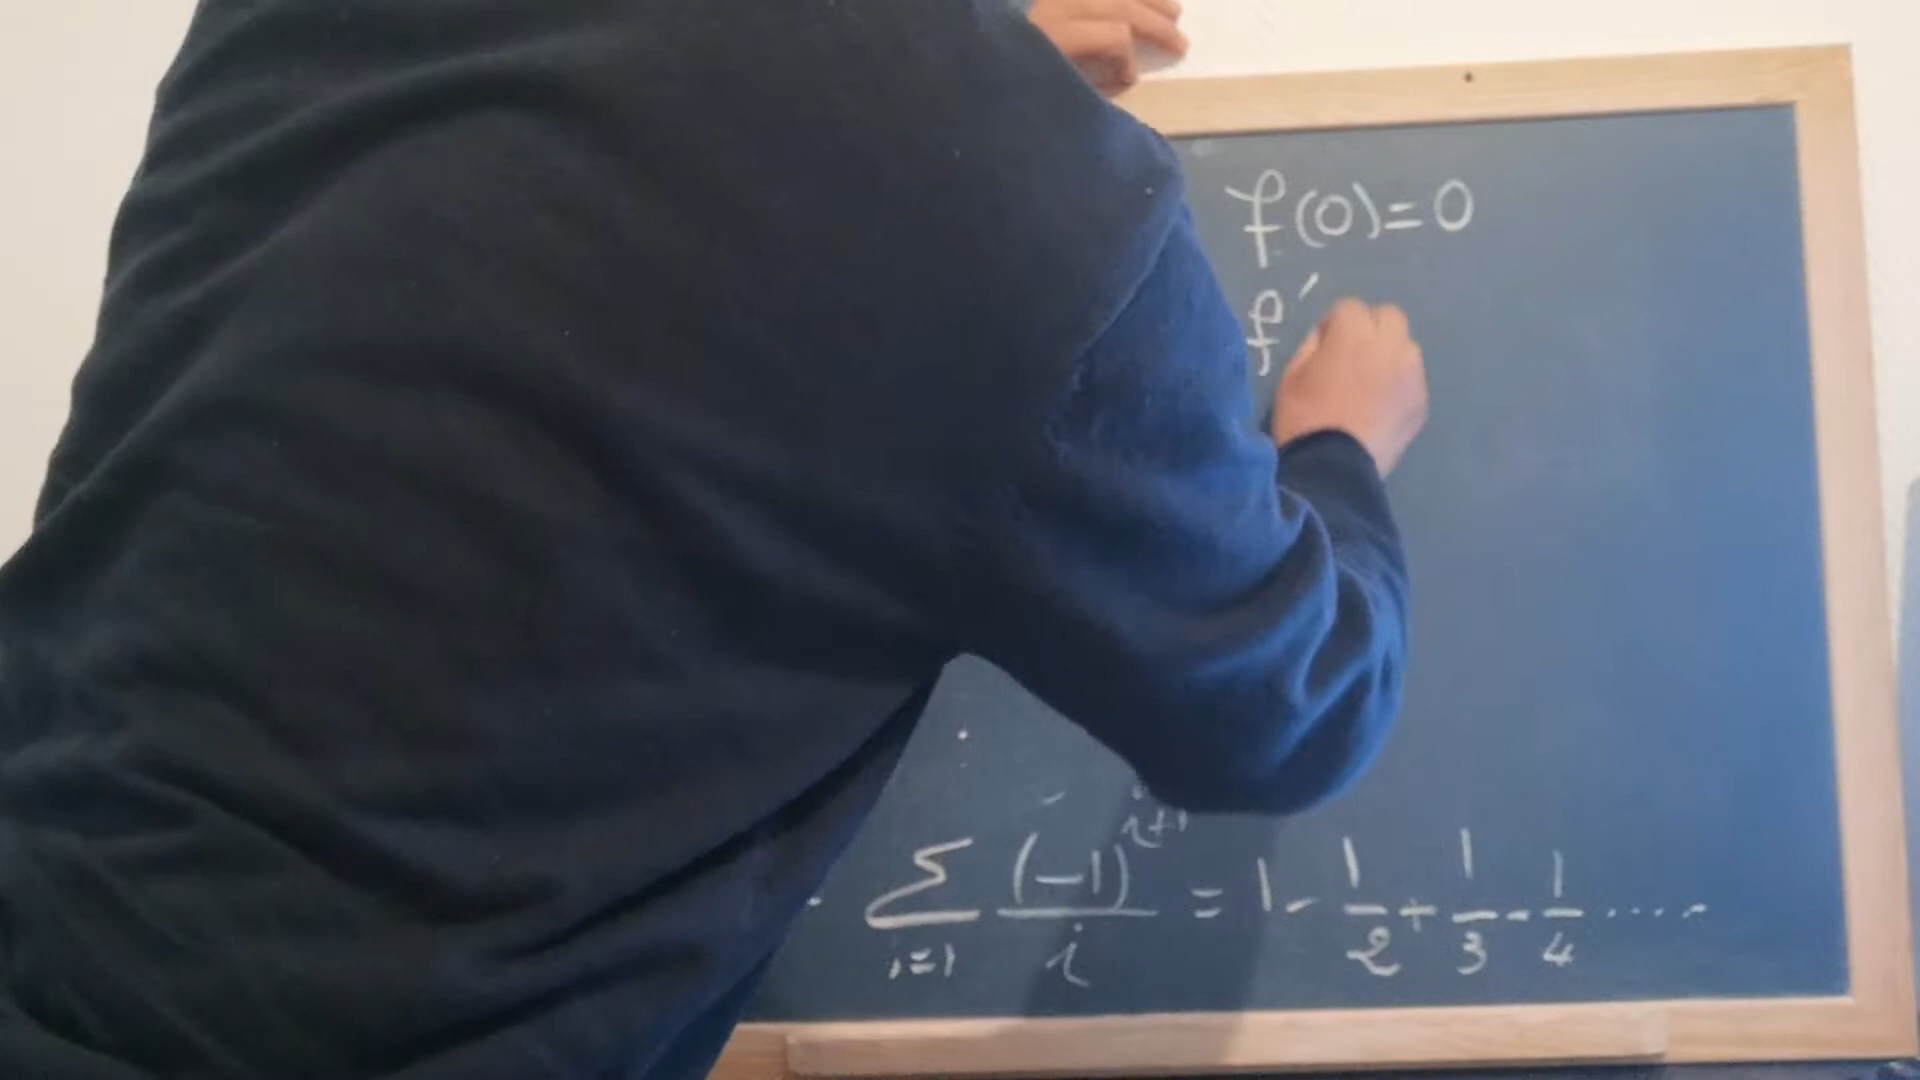 f(0)=0
f'
∑ i=1 (-1)^{i+1}/i = 1 - 1/2 + 1/3 - 1/4 .....